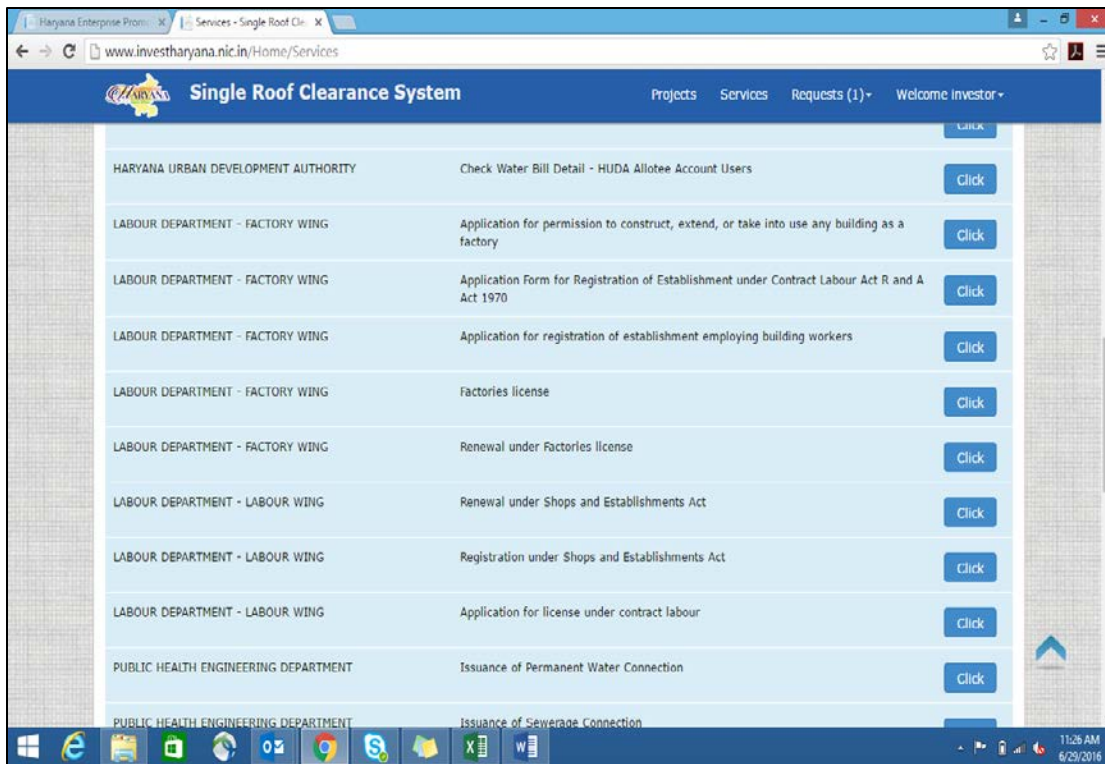 Haryana Enterprise Prom
Services - Single Roof Cle
www.investharyana.nic.in/Home/Services
HARYANA
Single Roof Clearance System
Projects
Services
Requests (1)
Welcome investor
Click
HARYANA URBAN DEVELOPMENT AUTHORITY
Check Water Bill Detail - HUDA Allotee Account Users
Click
LABOUR DEPARTMENT - FACTORY WING
Application for permission to construct, extend, or take into use any building as a
factory
Click
LABOUR DEPARTMENT - FACTORY WING
Application Form for Registration of Establishment under Contract Labour Act R and A
Act 1970
Click
LABOUR DEPARTMENT - FACTORY WING
Application for registration of establishment employing building workers
Click
LABOUR DEPARTMENT - FACTORY WING
Factories license
Click
LABOUR DEPARTMENT - FACTORY WING
Renewal under Factories license
Click
LABOUR DEPARTMENT - LABOUR WING
Renewal under Shops and Establishments Act
Click
LABOUR DEPARTMENT - LABOUR WING
Registration under Shops and Establishments Act
Click
LABOUR DEPARTMENT - LABOUR WING
Application for license under contract labour
Click
PUBLIC HEALTH ENGINEERING DEPARTMENT
Issuance of Permanent Water Connection
Click
PUBLIC HEALTH ENGINEERING DEPARTMENT
Issuance of Sewerage Connection
11:26 AM
6/29/2016